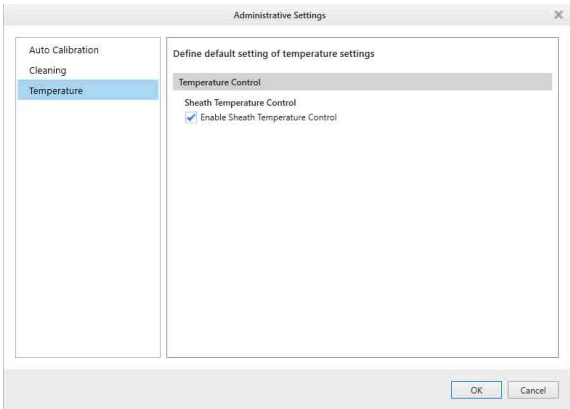 Administrative Settings
Auto Calibration
Cleaning
Temperature
Define default setting of temperature settings
Temperature Control
Sheath Temperature Control
Enable Sheath Temperature Control
OK
Cancel